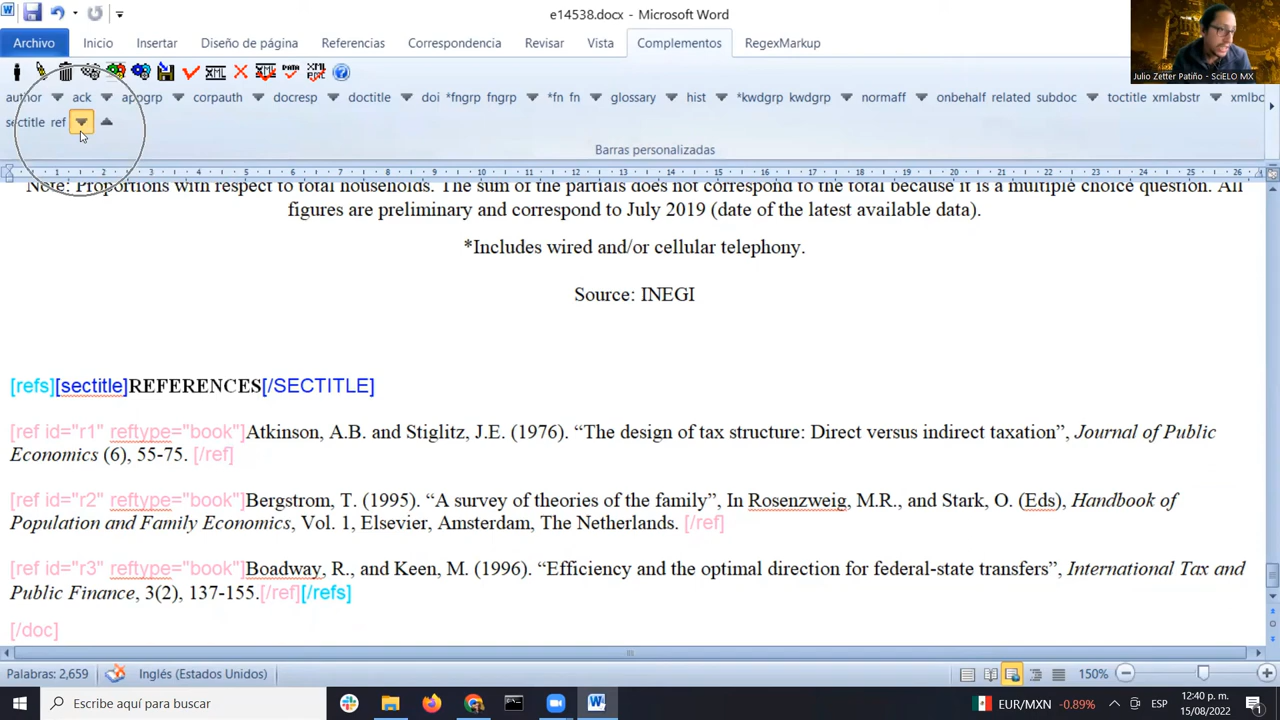 e14538.docx - Microsoft Word
Archivo Inicio Insertar Diseño de página Referencias Correspondencia Revisar Vista Complementos RegexMarkup
Julio Zetter Patiño - SciELO MX
author ack appgrp corpauth docresp doctitle doi *fngrp fngrp *fn fn glossary hist *kwdgrp kwdgrp normaff onbehalf related subdoc toctitle xmlabstr xmlbo
sectitle ref
Barras personalizadas
Note: Proportions with respect to total households. The sum of the partials does not correspond to the total because it is a multiple choice question. All
figures are preliminary and correspond to July 2019 (date of the latest available data).
*Includes wired and/or cellular telephony.
Source: INEGI
[refs][sectitle]REFERENCES[/SECTITLE]
[ref id="r1" reftype="book"]Atkinson, A.B. and Stiglitz, J.E. (1976). “The design of tax structure: Direct versus indirect taxation”, Journal of Public
Economics (6), 55-75. [/ref]
[ref id="r2" reftype="book"]Bergstrom, T. (1995). “A survey of theories of the family”, In Rosenzweig, M.R., and Stark, O. (Eds), Handbook of
Population and Family Economics, Vol. 1, Elsevier, Amsterdam, The Netherlands. [/ref]
[ref id="r3" reftype="book"]Boadway, R., and Keen, M. (1996). “Efficiency and the optimal direction for federal-state transfers”, International Tax and
Public Finance, 3(2), 137-155.[/ref][/refs]
[/doc]
Palabras: 2,659 Inglés (Estados Unidos) 150%
Escribe aquí para buscar EUR/MXN -0.89% ESP 12:40 p. m.
15/08/2022